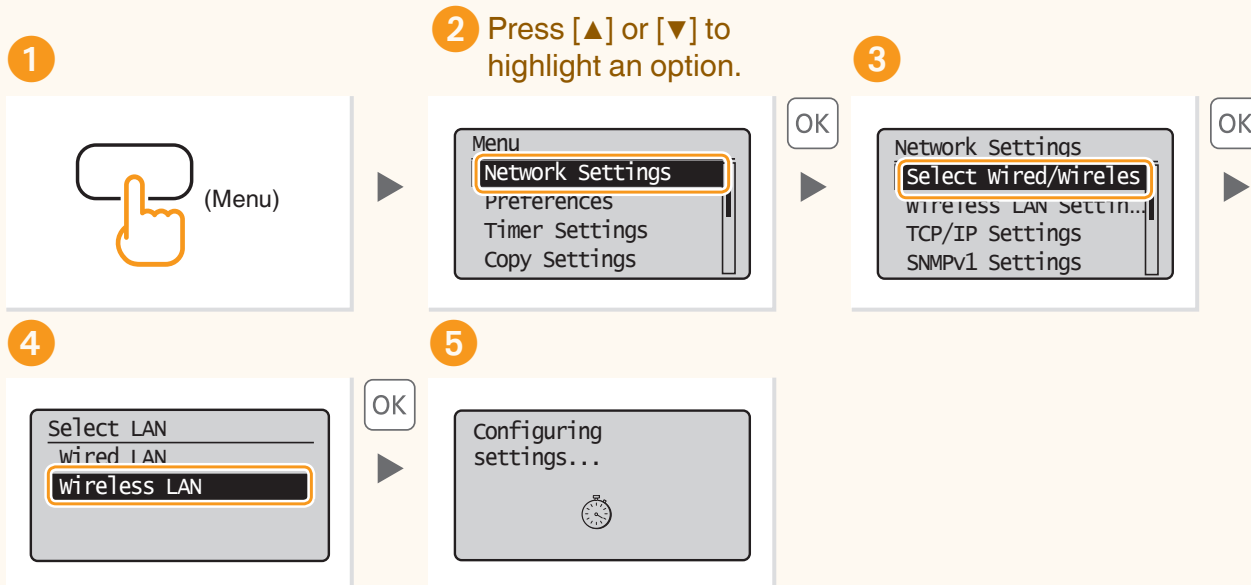 1
2 Press [▲] or [▼] to
highlight an option.
3
(Menu)
Menu
Network Settings
Preferences
Timer Settings
Copy Settings
OK
Network Settings
Select Wired/Wireles
Wireless LAN Settin...
TCP/IP Settings
SNMPv1 Settings
OK
4
5
Select LAN
Wired LAN
Wireless LAN
OK
Configuring
settings...